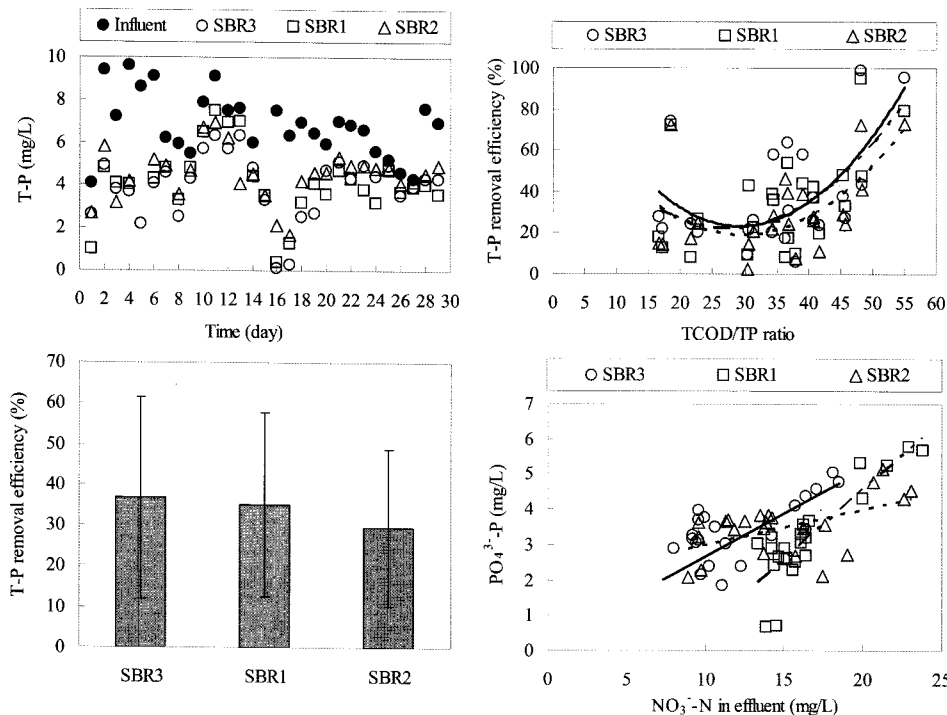 Influent SBR3 SBR1 SBR2
10
8
6
4
2
0
T-P (mg/L)
0 2 4 6 8 10 12 14 16 18 20 22 24 26 28 30
Time (day)
SBR3 SBR1 SBR2
100
80
60
40
20
0
T-P removal efficiency (%)
10 15 20 25 30 35 40 45 50 55 60
TCOD/TP ratio
70
60
50
40
30
20
10
0
T-P removal efficiency (%)
SBR3 SBR1 SBR2
SBR3 SBR1 SBR2
7
6
5
4
3
2
1
0
PO₄³⁻-P (mg/L)
0 5 10 15 20 25
NO₃⁻-N in effluent (mg/L)